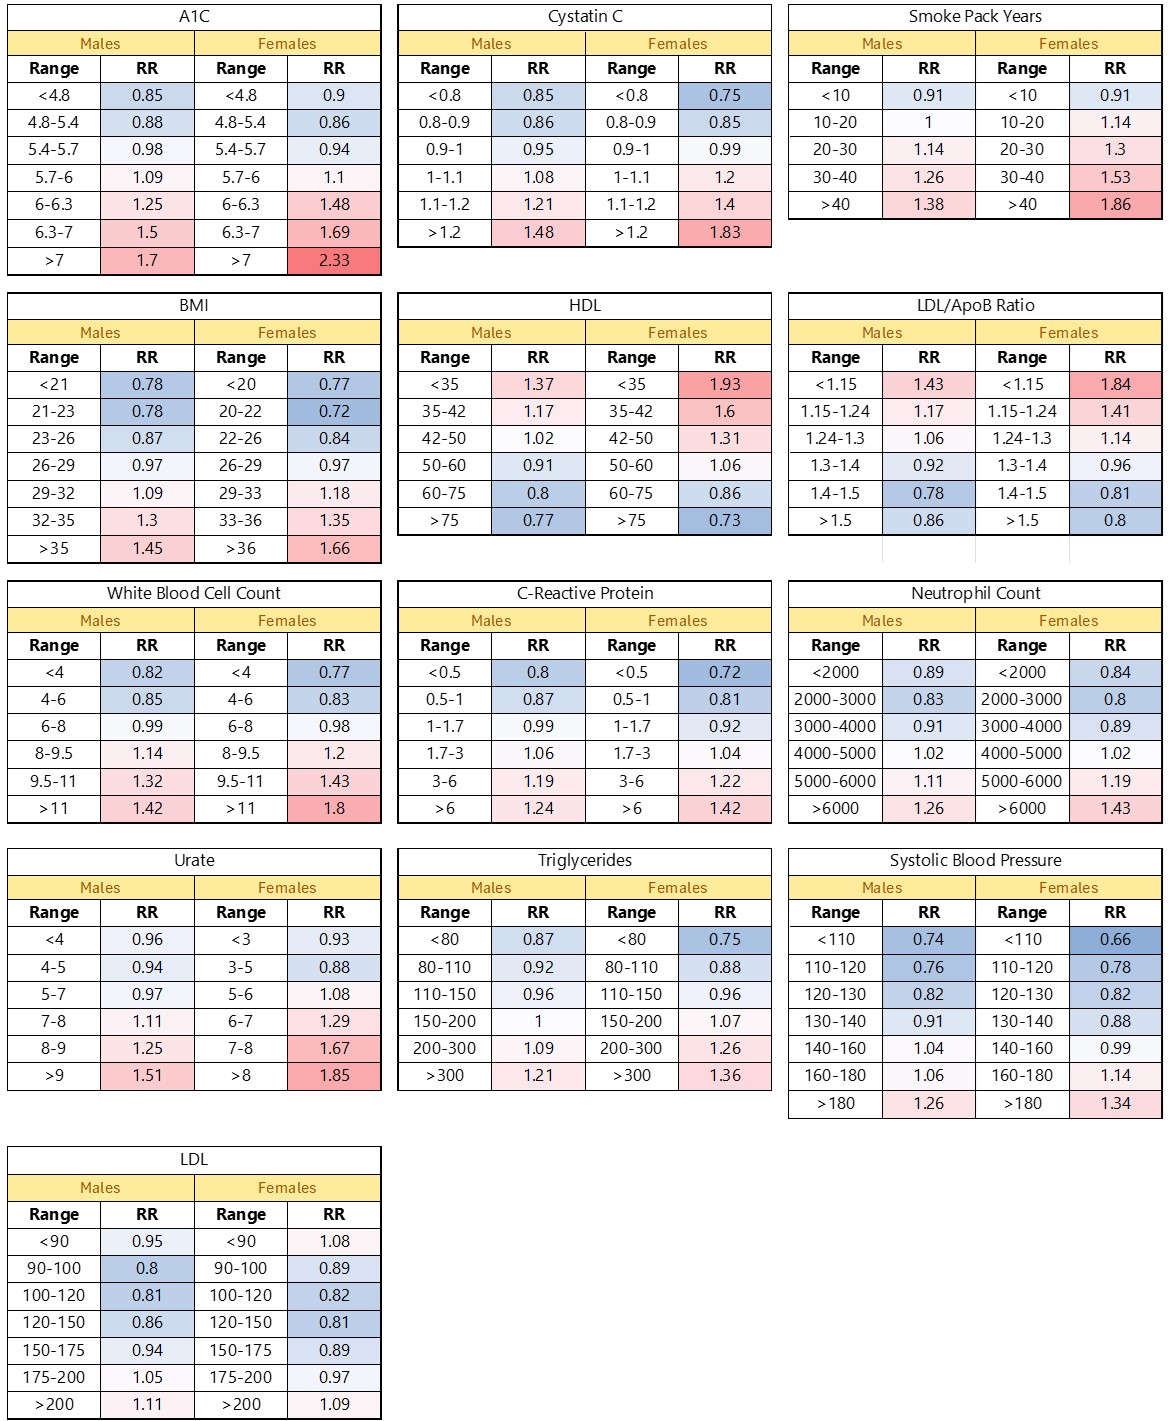 A1C
Males Females
Range RR Range RR
<4.8 0.85 <4.8 0.9
4.8-5.4 0.88 4.8-5.4 0.86
5.4-5.7 0.98 5.4-5.7 0.94
5.7-6 1.09 5.7-6 1.1
6-6.3 1.25 6-6.3 1.48
6.3-7 1.5 6.3-7 1.69
>7 1.7 >7 2.33
Cystatin C
Males Females
Range RR Range RR
<0.8 0.85 <0.8 0.75
0.8-0.9 0.86 0.8-0.9 0.85
0.9-1 0.95 0.9-1 0.99
1-1.1 1.08 1-1.1 1.2
1.1-1.2 1.21 1.1-1.2 1.4
>1.2 1.48 >1.2 1.83
Smoke Pack Years
Males Females
Range RR Range RR
<10 0.91 <10 0.91
10-20 1 10-20 1.14
20-30 1.14 20-30 1.3
30-40 1.26 30-40 1.53
>40 1.38 >40 1.86
BMI
Males Females
Range RR Range RR
<21 0.78 <20 0.77
21-23 0.78 20-22 0.72
23-26 0.87 22-26 0.84
26-29 0.97 26-29 0.97
29-32 1.09 29-33 1.18
32-35 1.3 33-36 1.35
>35 1.45 >36 1.66
HDL
Males Females
Range RR Range RR
<35 1.37 <35 1.93
35-42 1.17 35-42 1.6
42-50 1.02 42-50 1.31
50-60 0.91 50-60 1.06
60-75 0.8 60-75 0.86
>75 0.77 >75 0.73
LDL/ApoB Ratio
Males Females
Range RR Range RR
<1.15 1.43 <1.15 1.84
1.15-1.24 1.17 1.15-1.24 1.41
1.24-1.3 1.06 1.24-1.3 1.14
1.3-1.4 0.92 1.3-1.4 0.96
1.4-1.5 0.78 1.4-1.5 0.81
>1.5 0.86 >1.5 0.8
White Blood Cell Count
Males Females
Range RR Range RR
<4 0.82 <4 0.77
4-6 0.85 4-6 0.83
6-8 0.99 6-8 0.98
8-9.5 1.14 8-9.5 1.2
9.5-11 1.32 9.5-11 1.43
>11 1.42 >11 1.8
C-Reactive Protein
Males Females
Range RR Range RR
<0.5 0.8 <0.5 0.72
0.5-1 0.87 0.5-1 0.81
1-1.7 0.99 1-1.7 0.92
1.7-3 1.06 1.7-3 1.04
3-6 1.19 3-6 1.22
>6 1.24 >6 1.42
Neutrophil Count
Males Females
Range RR Range RR
<2000 0.89 <2000 0.84
2000-3000 0.83 2000-3000 0.8
3000-4000 0.91 3000-4000 0.89
4000-5000 1.02 4000-5000 1.02
5000-6000 1.11 5000-6000 1.19
>6000 1.26 >6000 1.43
Urate
Males Females
Range RR Range RR
<4 0.96 <3 0.93
4-5 0.94 3-5 0.88
5-7 0.97 5-6 1.08
7-8 1.11 6-7 1.29
8-9 1.25 7-8 1.67
>9 1.51 >8 1.85
Triglycerides
Males Females
Range RR Range RR
<80 0.87 <80 0.75
80-110 0.92 80-110 0.88
110-150 0.96 110-150 0.96
150-200 1 150-200 1.07
200-300 1.09 200-300 1.26
>300 1.21 >300 1.36
Systolic Blood Pressure
Males Females
Range RR Range RR
<110 0.74 <110 0.66
110-120 0.76 110-120 0.78
120-130 0.82 120-130 0.82
130-140 0.91 130-140 0.88
140-160 1.04 140-160 0.99
160-180 1.06 160-180 1.14
>180 1.26 >180 1.34
LDL
Males Females
Range RR Range RR
<90 0.95 <90 1.08
90-100 0.8 90-100 0.89
100-120 0.81 100-120 0.82
120-150 0.86 120-150 0.81
150-175 0.94 150-175 0.89
175-200 1.05 175-200 0.97
>200 1.11 >200 1.09